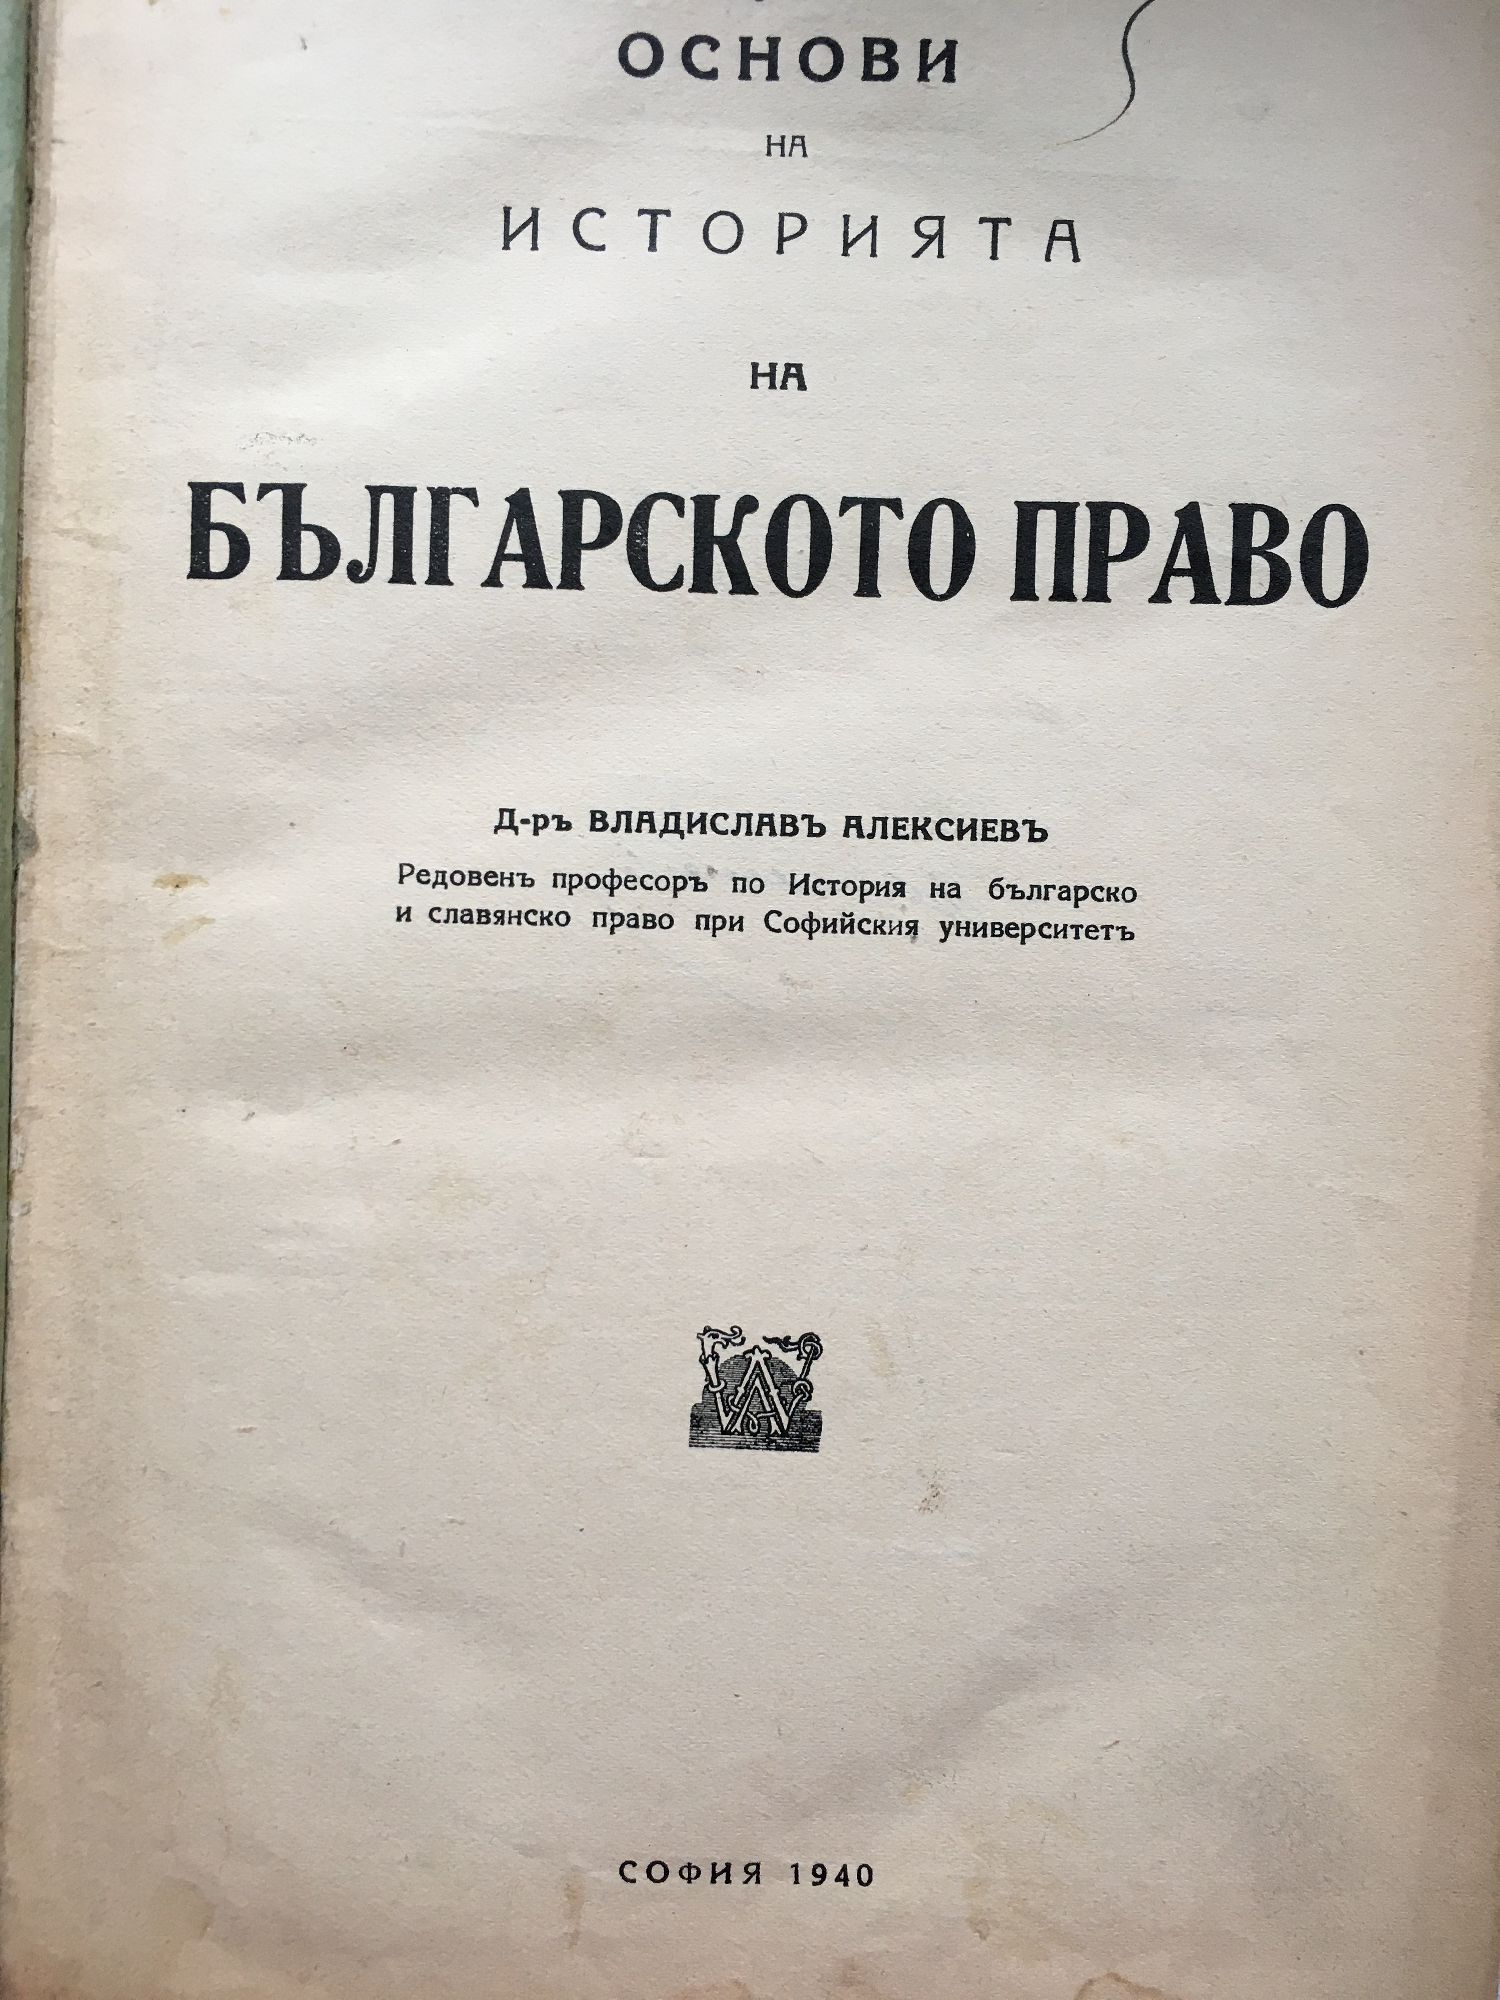 ОСНОВИ
НА
ИСТОРИЯТА
НА
БЪЛГАРСКОТО ПРАВО
Д-ръ ВЛАДИСЛАВЪ АЛЕКСИЕВЪ
Редовенъ професоръ по История на българско
и славянско право при Софийския университетъ
СОФИЯ 1940